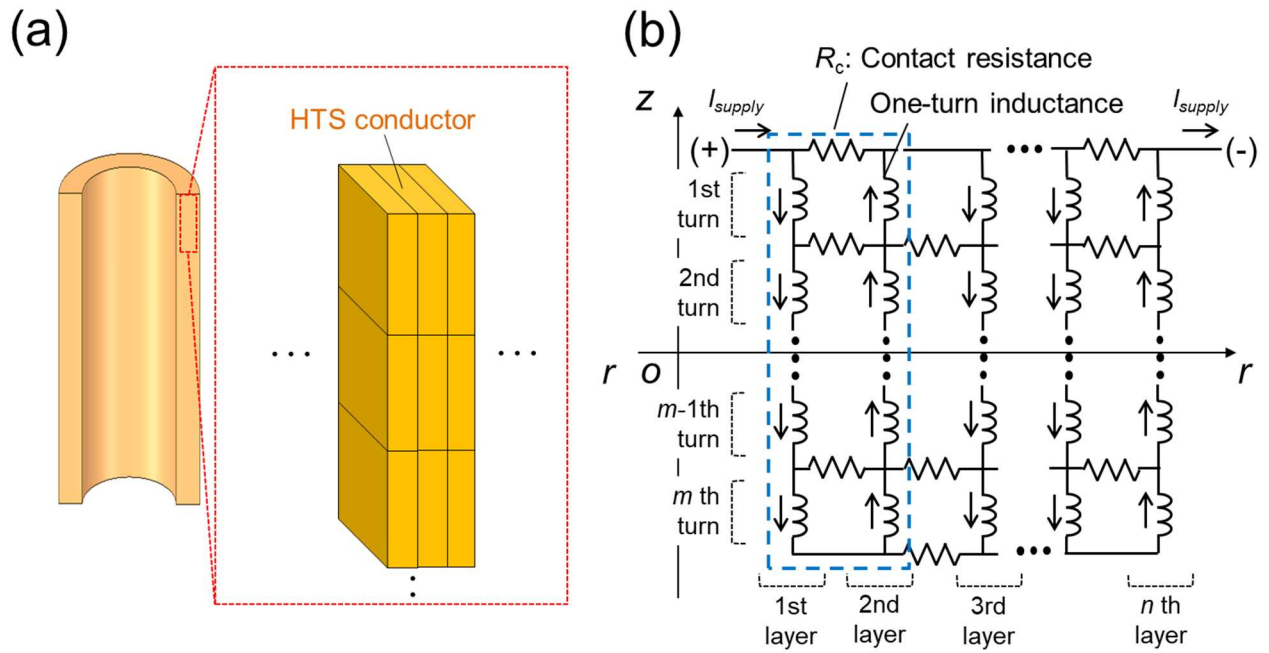 (a)
HTS conductor
(b)
Rc: Contact resistance
z
Isupply
One-turn inductance
Isupply
(+)
(-)
1st
turn
2nd
turn
r
o
r
m-1th
turn
m th
turn
1st
layer
2nd
layer
3rd
layer
n th
layer